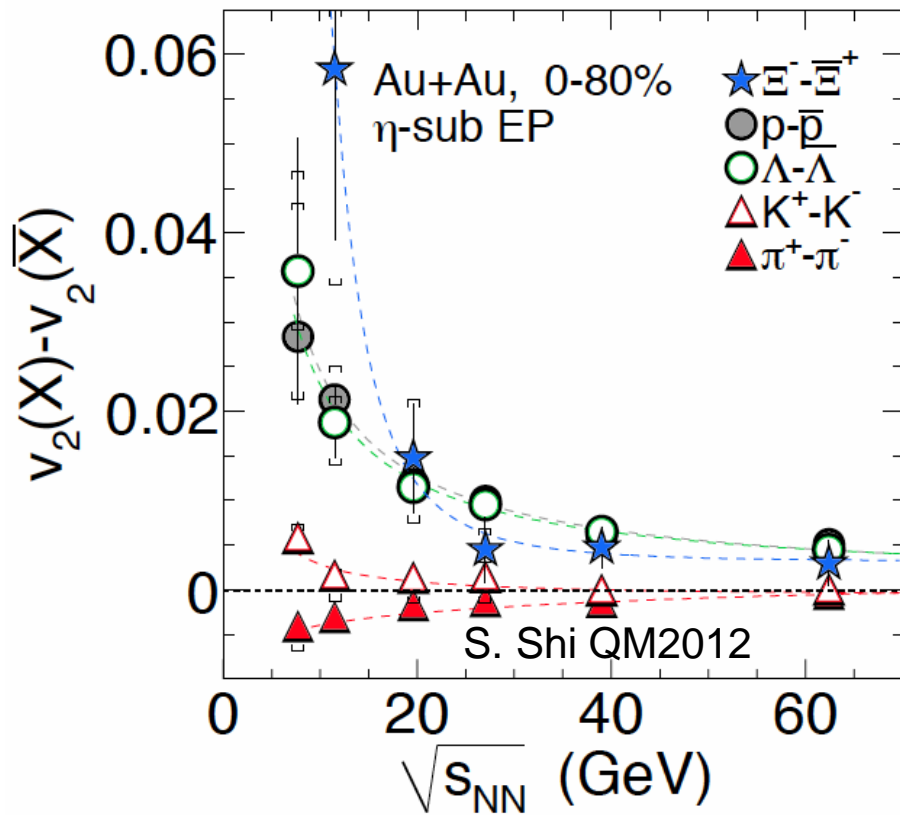 0.06
0.04
0.02
0
v₂(X)-v₂(X̅)
Au+Au, 0-80%
η-sub EP
Ξ⁻-Ξ̅⁺
p-p̅
Λ-Λ̅
K⁺-K⁻
π⁺-π⁻
S. Shi QM2012
0 20 40 60
√s_NN (GeV)